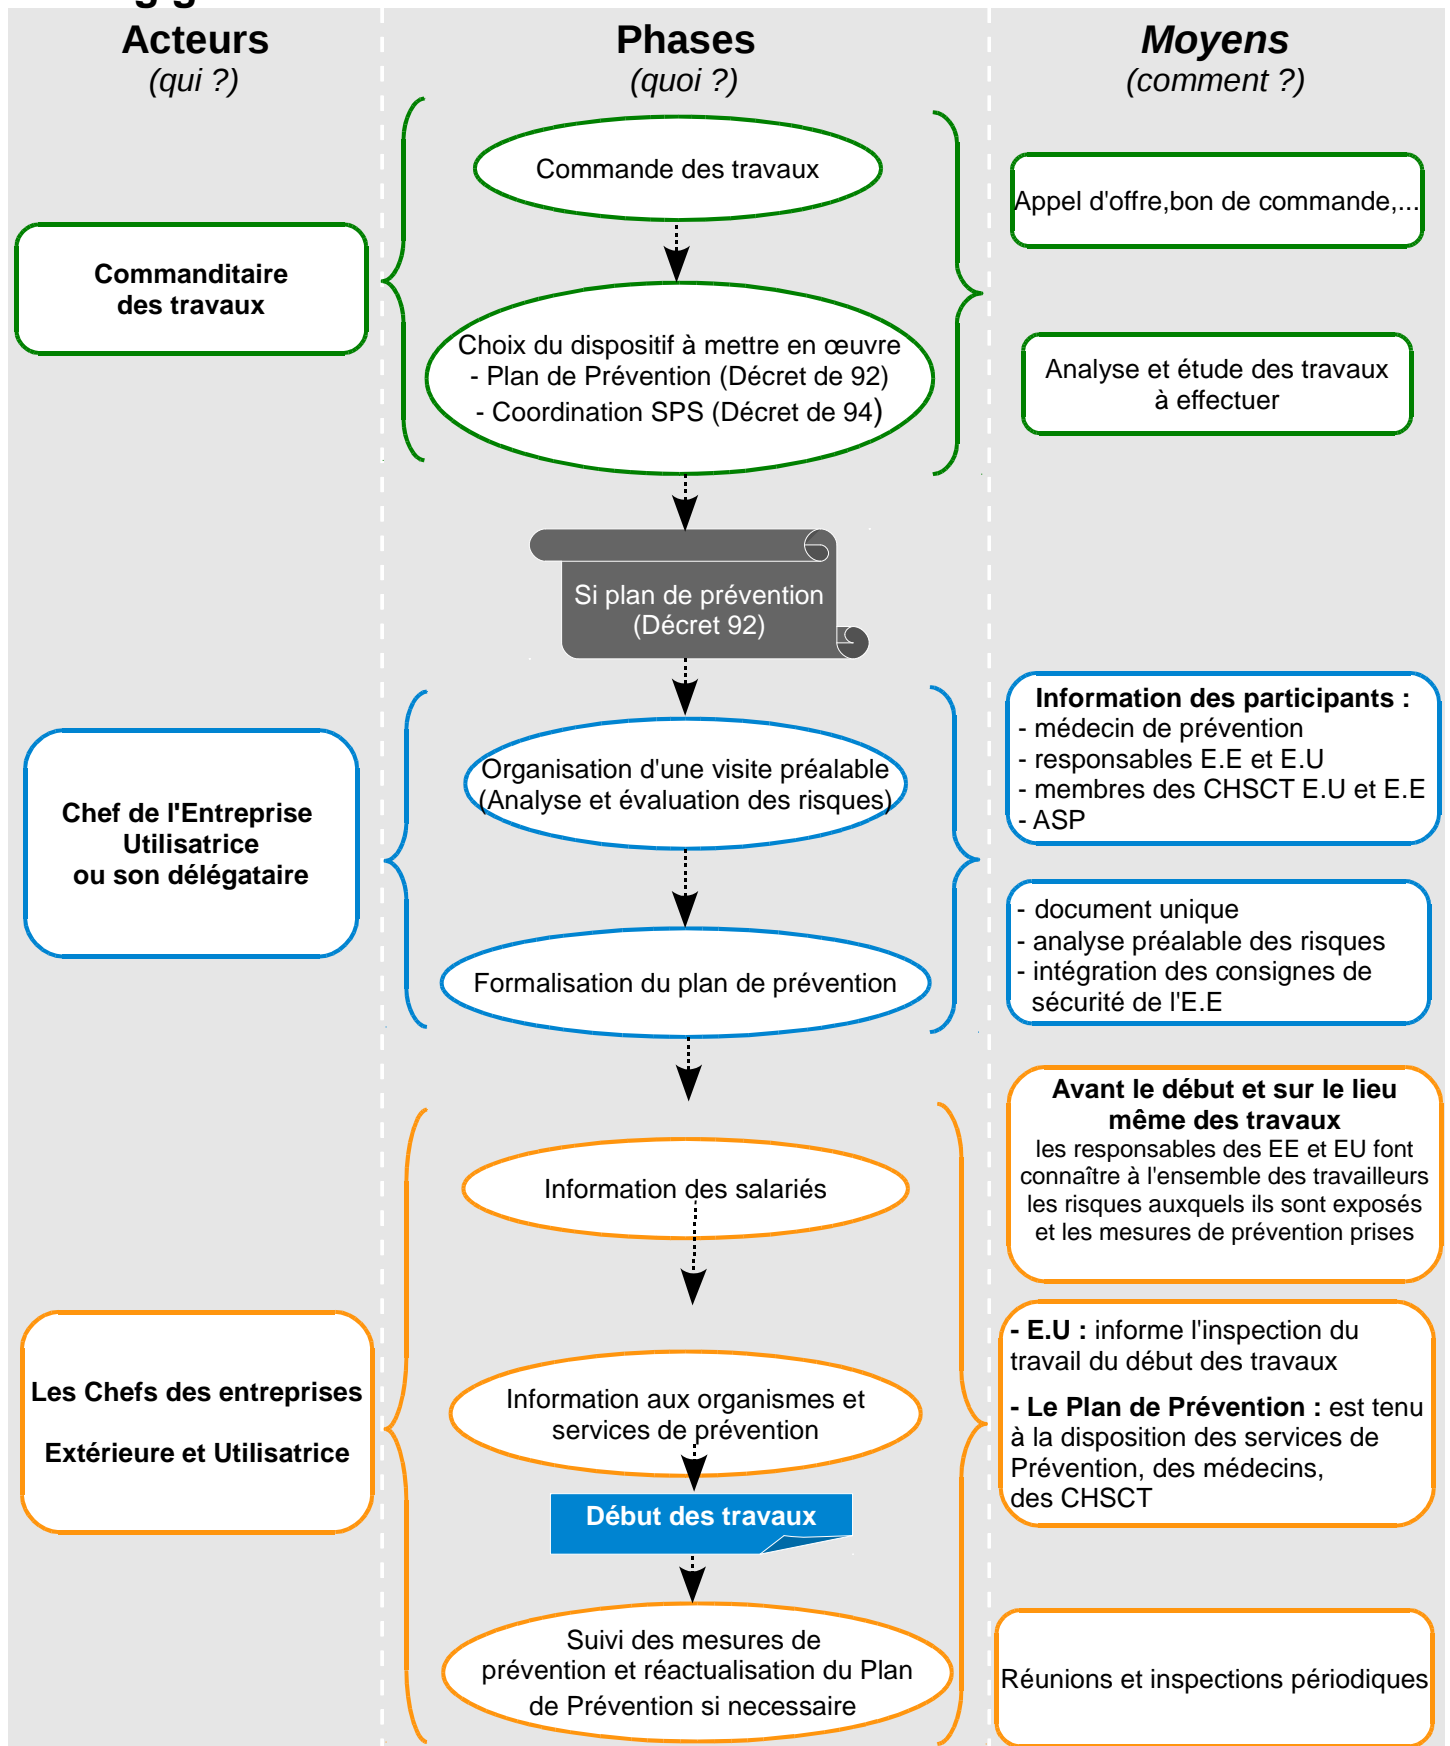 Acteurs
(qui ?)
Phases
(quoi ?)
Moyens
(comment ?)
Commande des travaux
Appel d'offre,bon de commande,...
Commanditaire
des travaux
Choix du dispositif à mettre en œuvre
- Plan de Prévention (Décret de 92)
- Coordination SPS (Décret de 94)
Analyse et étude des travaux
à effectuer
Si plan de prévention
(Décret 92)
Chef de l'Entreprise
Utilisatrice
ou son délégataire
Organisation d'une visite préalable
(Analyse et évaluation des risques)
Information des participants :
- médecin de prévention
- responsables E.E et E.U
- membres des CHSCT E.U et E.E
- ASP
Formalisation du plan de prévention
- document unique
- analyse préalable des risques
- intégration des consignes de
sécurité de l'E.E
Information des salariés
Avant le début et sur le lieu
même des travaux
les responsables des EE et EU font
connaître à l'ensemble des travailleurs
les risques auxquels ils sont exposés
et les mesures de prévention prises
Les Chefs des entreprises
Extérieure et Utilisatrice
Information aux organismes et
services de prévention
- E.U : informe l'inspection du
travail du début des travaux
- Le Plan de Prévention : est tenu
à la disposition des services de
Prévention, des médecins,
des CHSCT
Début des travaux
Suivi des mesures de
prévention et réactualisation du Plan
de Prévention si necessaire
Réunions et inspections périodiques